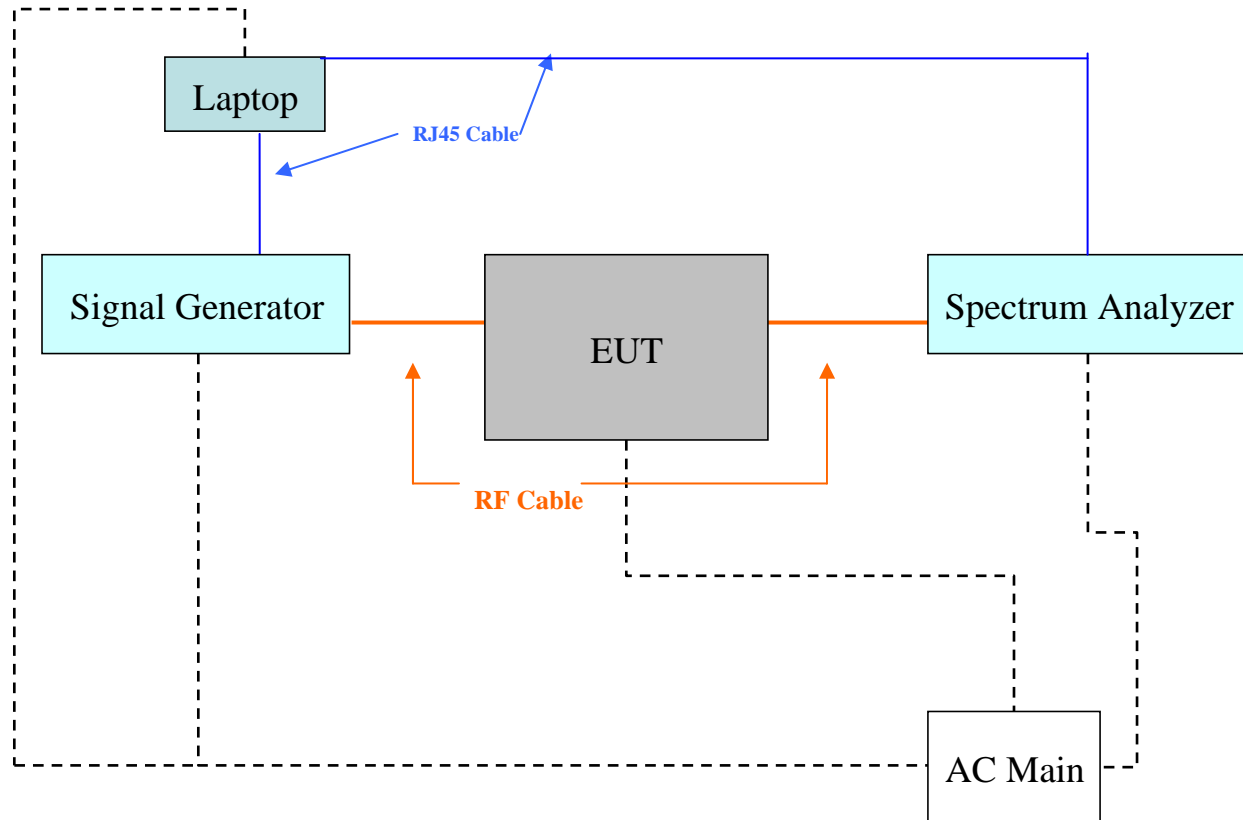 Laptop
RJ45 Cable
Signal Generator
EUT
Spectrum Analyzer
RF Cable
AC Main